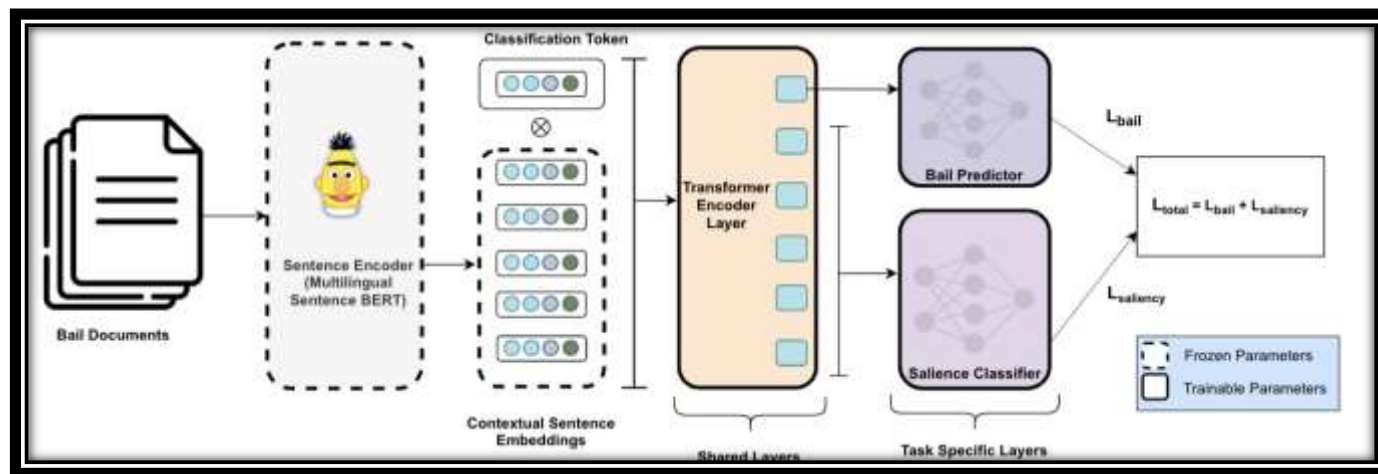 Classification Token
Bail Documents
Sentence Encoder
(Multilingual
Sentence BERT)
Contextual Sentence
Embeddings
Transformer
Encoder
Layer
Shared Layers
Bail Predictor
Salience Classifier
Task Specific Layers
Lbail
Lsaliency
Ltotal = Lbail + Lsaliency
Frozen Parameters
Trainable Parameters